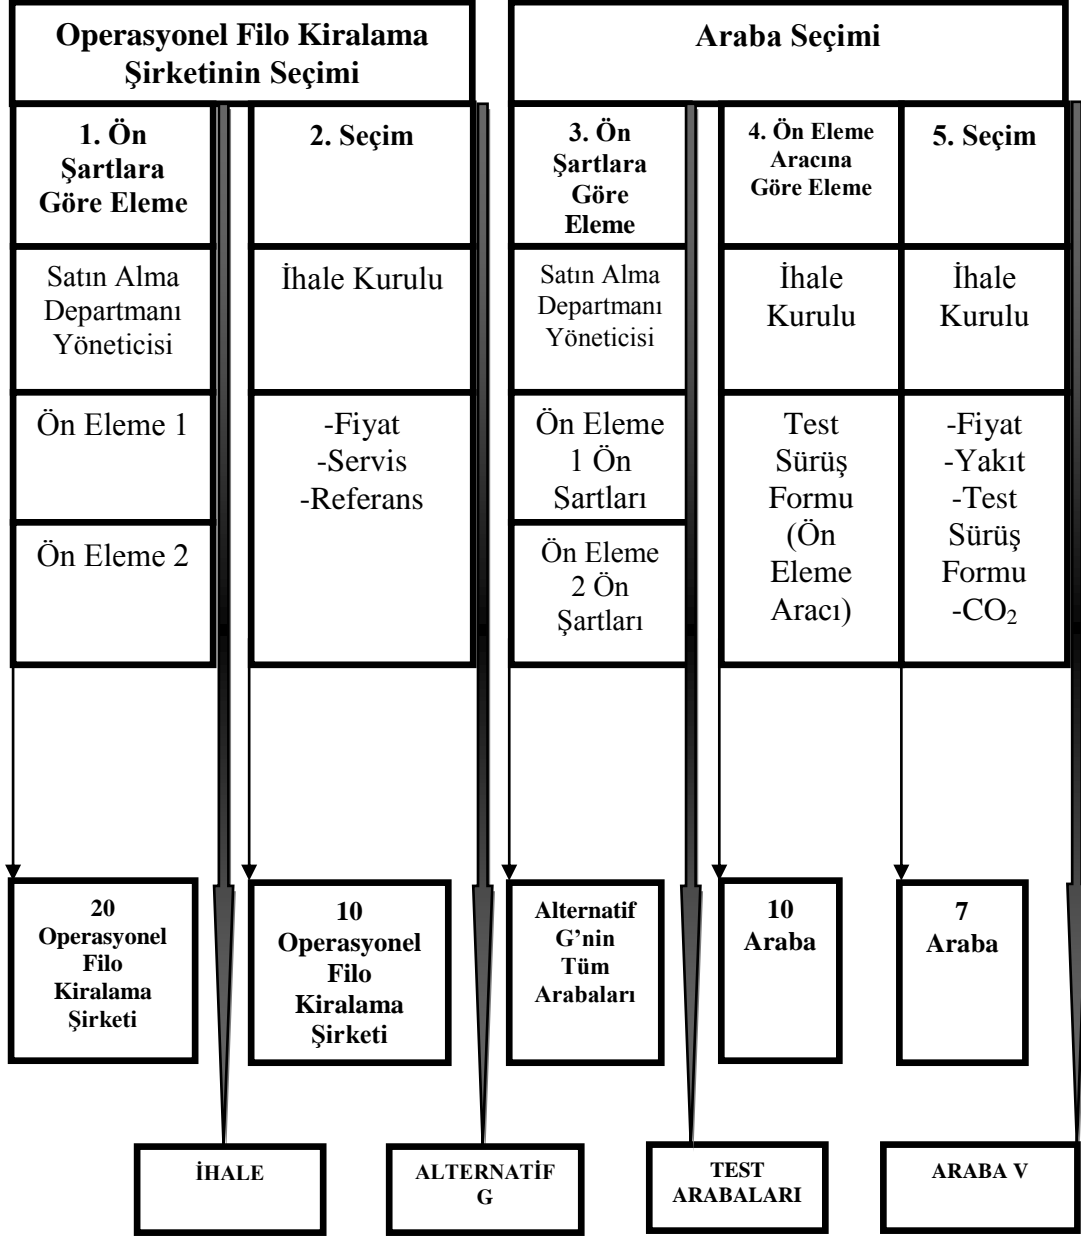 Operasyonel Filo Kiralama
Şirketinin Seçimi
Araba Seçimi
1. Ön
Şartlara
Göre Eleme
2. Seçim
3. Ön
Şartlara
Göre
Eleme
4. Ön Eleme
Aracına
Göre Eleme
5. Seçim
Satın Alma
Departmanı
Yöneticisi
İhale Kurulu
Satın Alma
Departmanı
Yöneticisi
İhale
Kurulu
İhale
Kurulu
Ön Eleme 1
-Fiyat
-Servis
-Referans
Ön Eleme
1 Ön
Sartları
Test
Sürüş
Formu
(Ön
Eleme
Aracı)
-Fiyat
-Yakıt
-Test
Sürüş
Formu
-CO₂
Ön Eleme 2
Ön Eleme
2 Ön
Şartları
20
Operasyonel
Filo
Kiralama
Şirketi
10
Operasyonel
Filo
Kiralama
Şirketi
Alternatif
G’nin
Tüm
Arabaları
10
Araba
7
Araba
İHALE
ALTERNATİF
G
TEST
ARABALARI
ARABA V